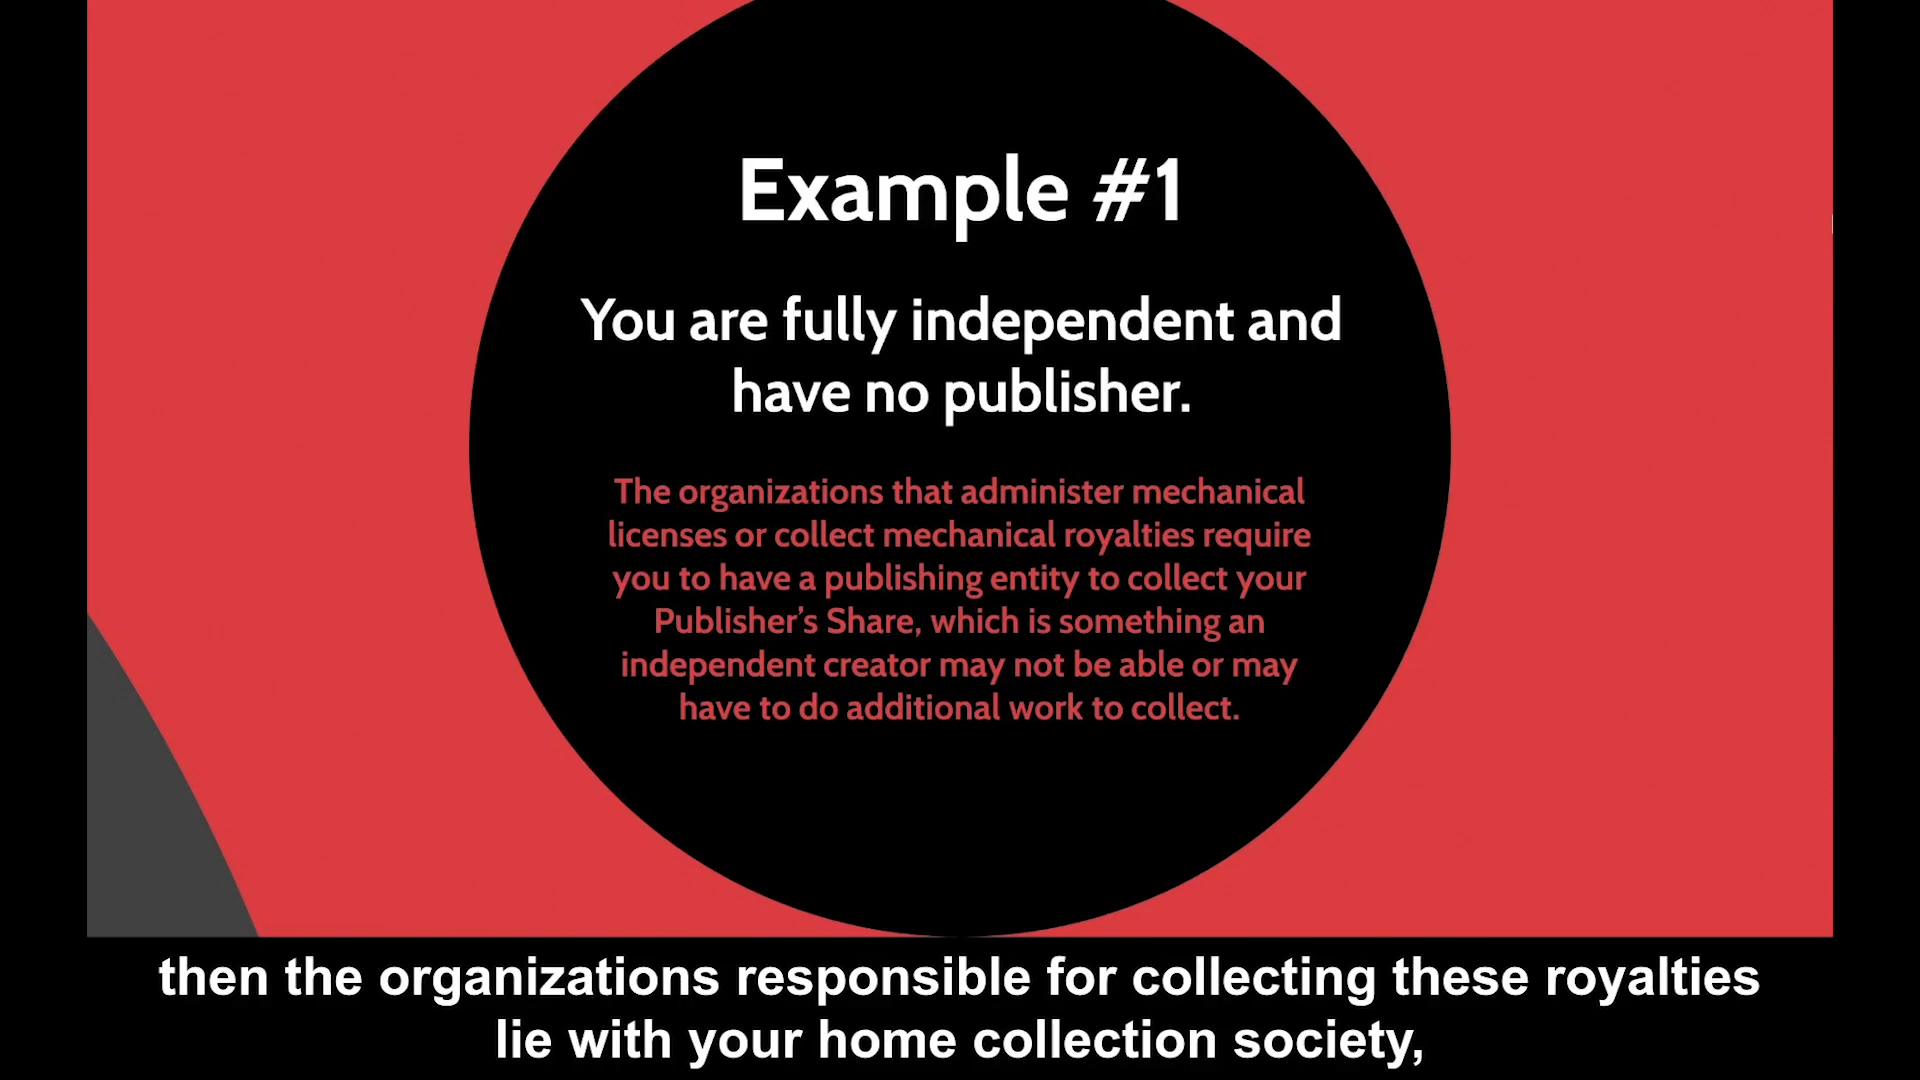 Example #1
You are fully independent and
have no publisher.
The organizations that administer mechanical
licenses or collect mechanical royalties require
you to have a publishing entity to collect your
Publisher’s Share, which is something an
independent creator may not be able or may
have to do additional work to collect.
then the organizations responsible for collecting these royalties
lie with your home collection society,